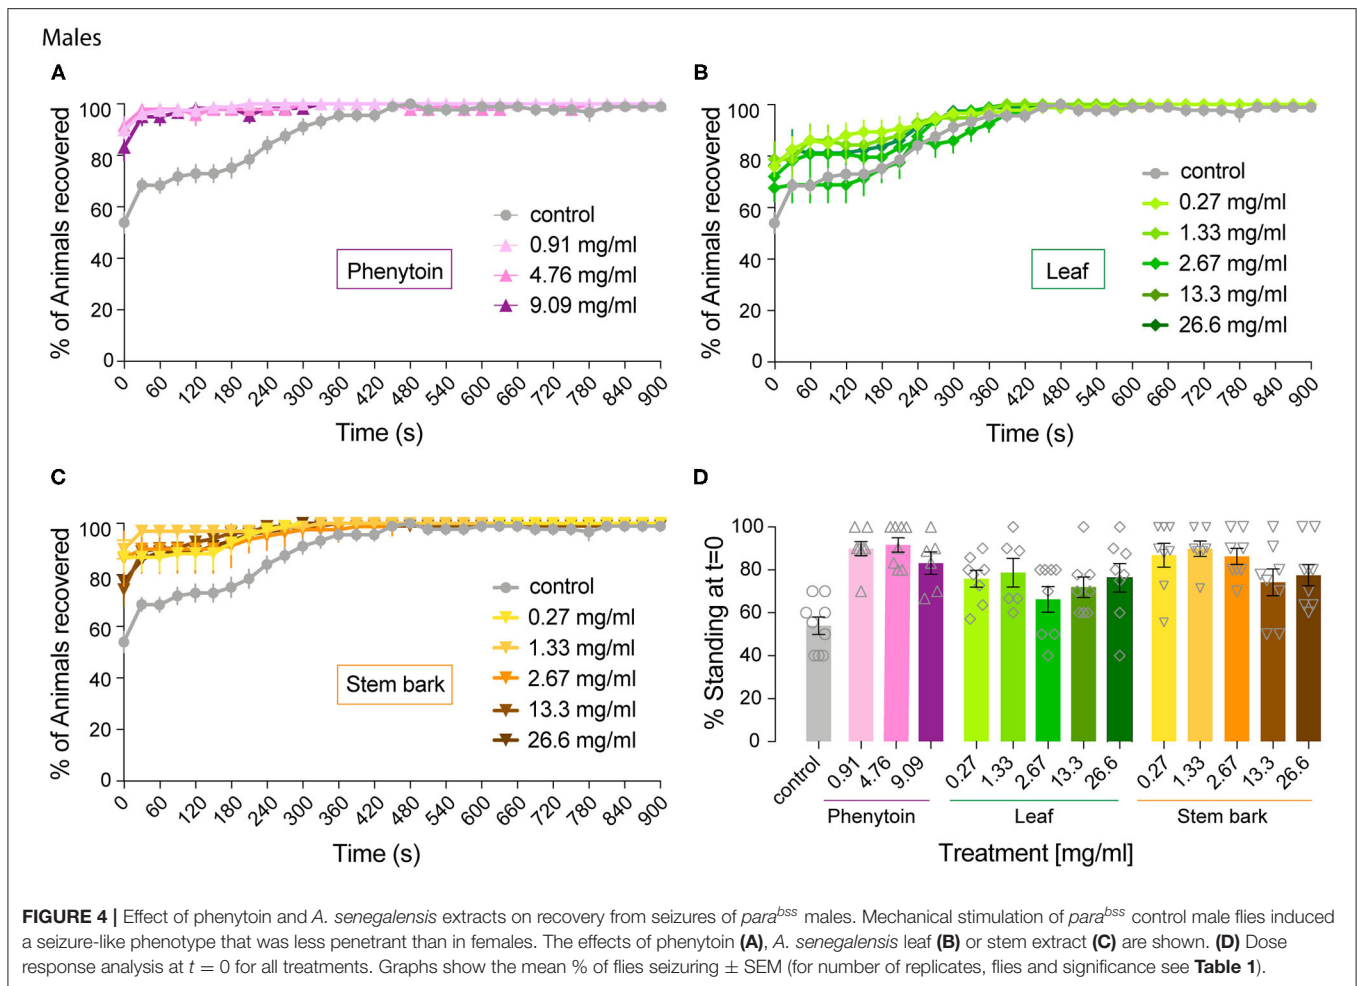 Males
A
% of Animals recovered
100
80
60
40
20
0
0 60 120 180 240 300 360 420 480 540 600 660 720 780 840 900
Time (s)
control
0.91 mg/ml
4.76 mg/ml
9.09 mg/ml
Phenytoin
B
% of Animals recovered
100
80
60
40
20
0
0 60 120 180 240 300 360 420 480 540 600 660 720 780 840 900
Time (s)
control
0.27 mg/ml
1.33 mg/ml
2.67 mg/ml
13.3 mg/ml
26.6 mg/ml
Leaf
C
% of Animals recovered
100
80
60
40
20
0
0 60 120 180 240 300 360 420 480 540 600 660 720 780 840 900
Time (s)
control
0.27 mg/ml
1.33 mg/ml
2.67 mg/ml
13.3 mg/ml
26.6 mg/ml
Stem bark
D
% Standing at t=0
100
80
60
40
20
0
control 0.91 4.76 9.09 0.27 1.33 2.67 13.3 26.6 0.27 1.33 2.67 13.3 26.6
Phenytoin Leaf Stem bark
Treatment [mg/ml]
FIGURE 4 | Effect of phenytoin and A. senegalensis extracts on recovery from seizures of para^bss males. Mechanical stimulation of para^bss control male flies induced
a seizure-like phenotype that was less penetrant than in females. The effects of phenytoin (A), A. senegalensis leaf (B) or stem extract (C) are shown. (D) Dose
response analysis at t = 0 for all treatments. Graphs show the mean % of flies seizuring ± SEM (for number of replicates, flies and significance see Table 1).